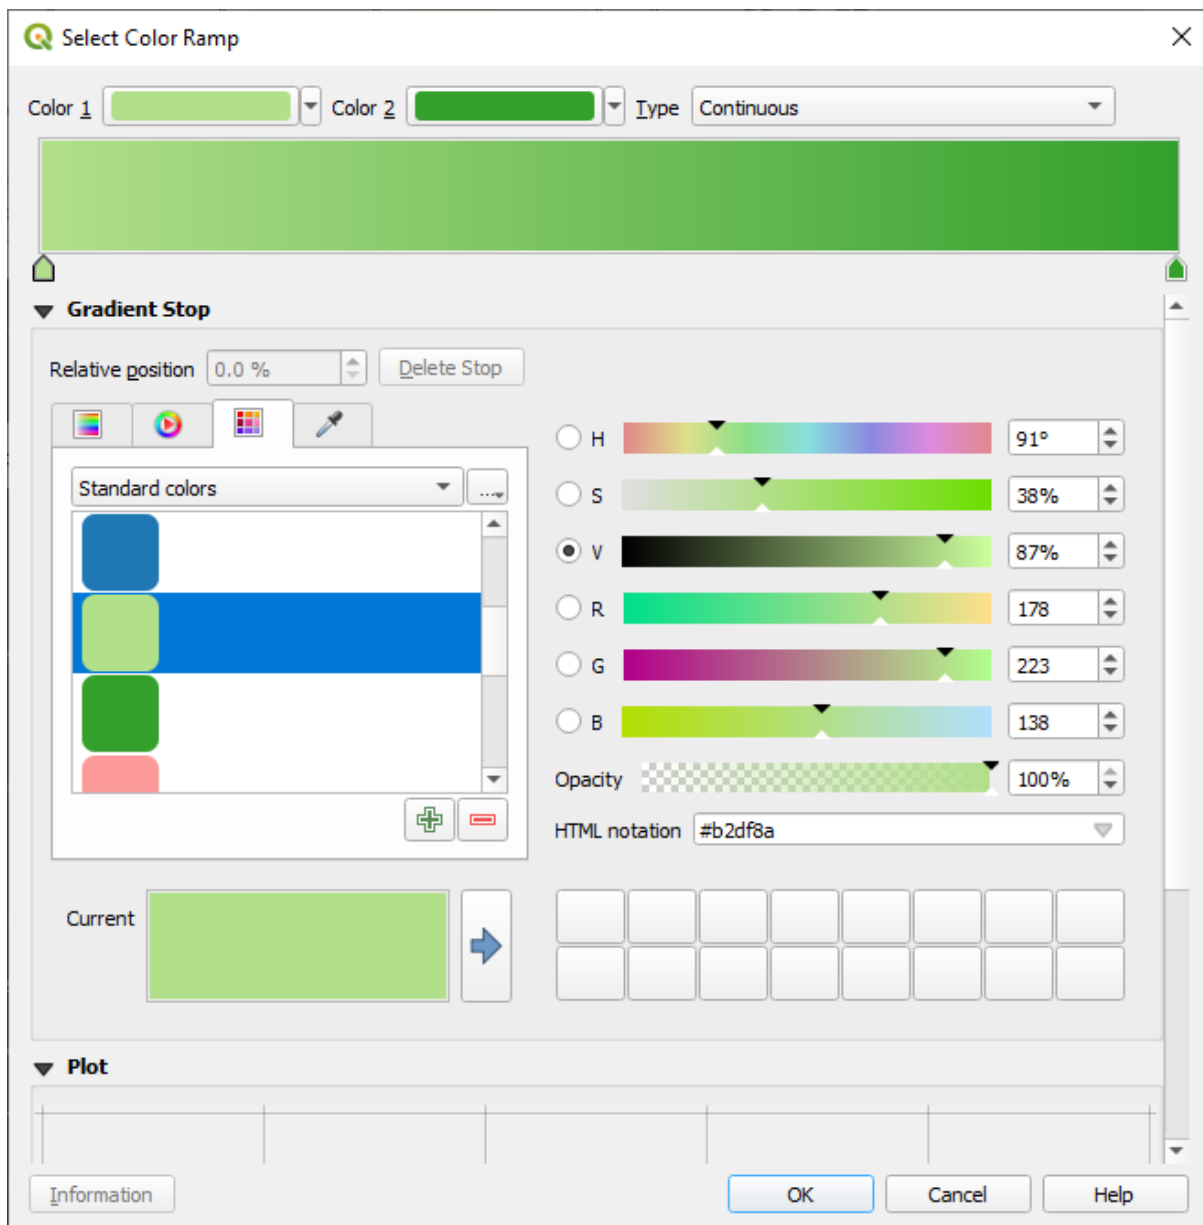 Select Color Ramp
Color 1 Color 2 Type Continuous
Gradient Stop
Relative position 0.0 % Delete Stop
H 91°
Standard colors ...
S 38%
V 87%
R 178
G 223
B 138
Opacity 100%
HTML notation #b2df8a
Current
Plot
Information OK Cancel Help